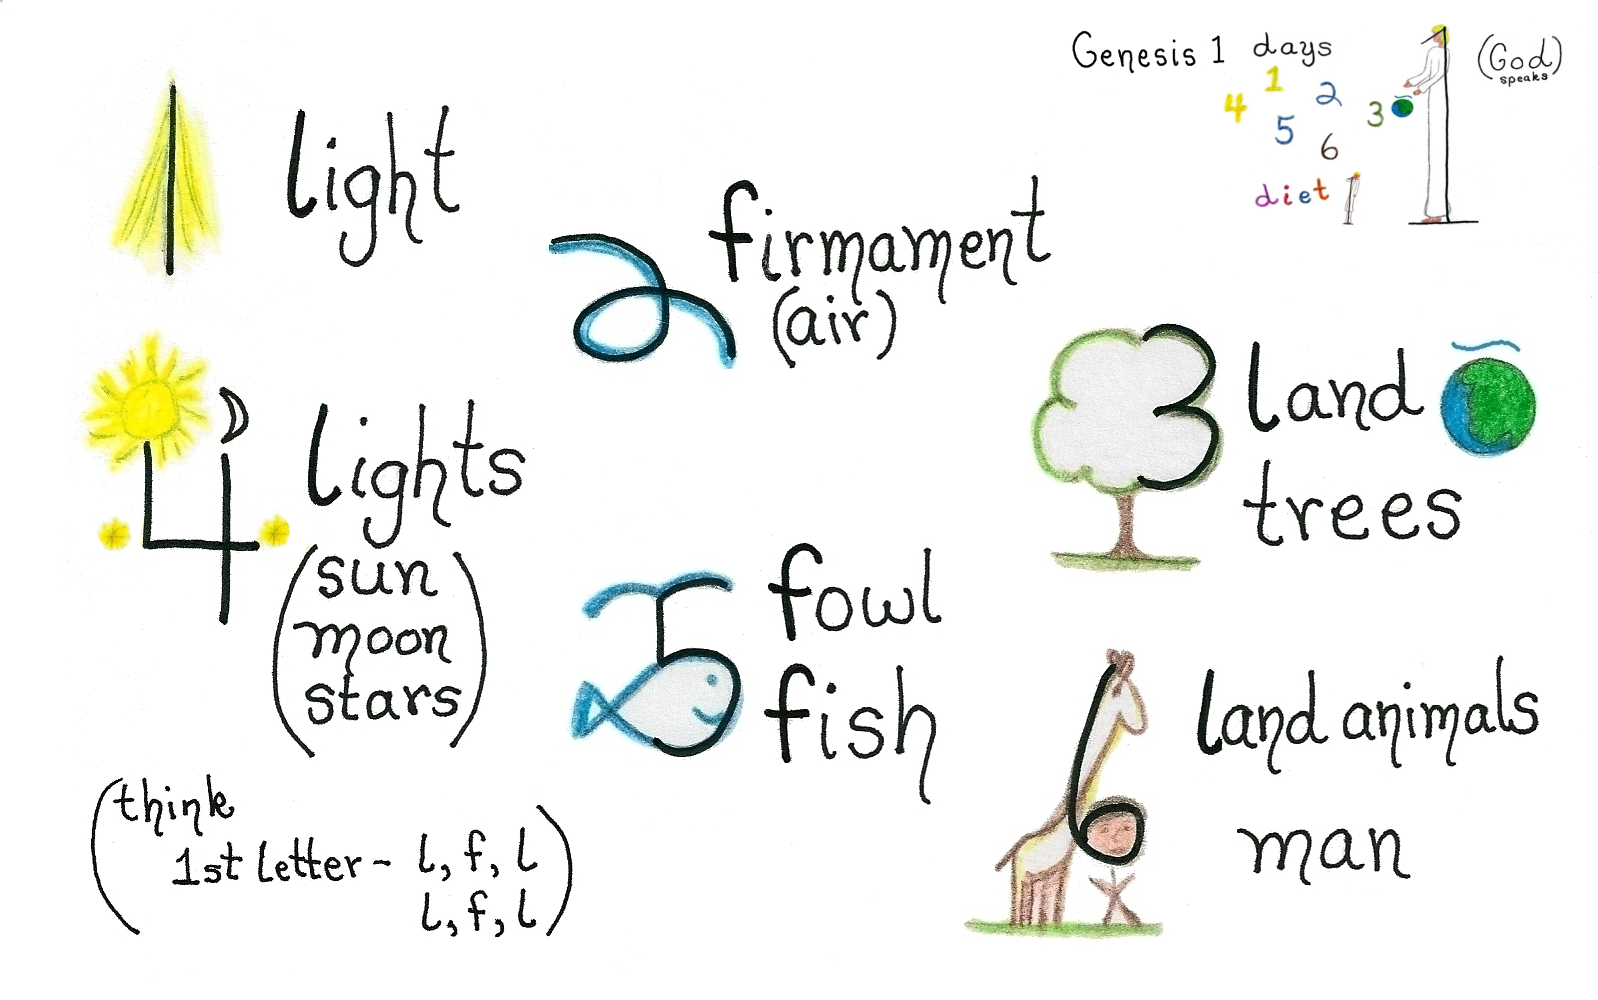 Genesis 1 days
(God)
speaks
1 2
4 3
5
6
diet
1 light
2 firmament
(air)
3 land
trees
4 lights
(sun
moon
stars)
5 fowl
fish
6 land animals
man
(think
1st letter - l, f, l
l, f, l)